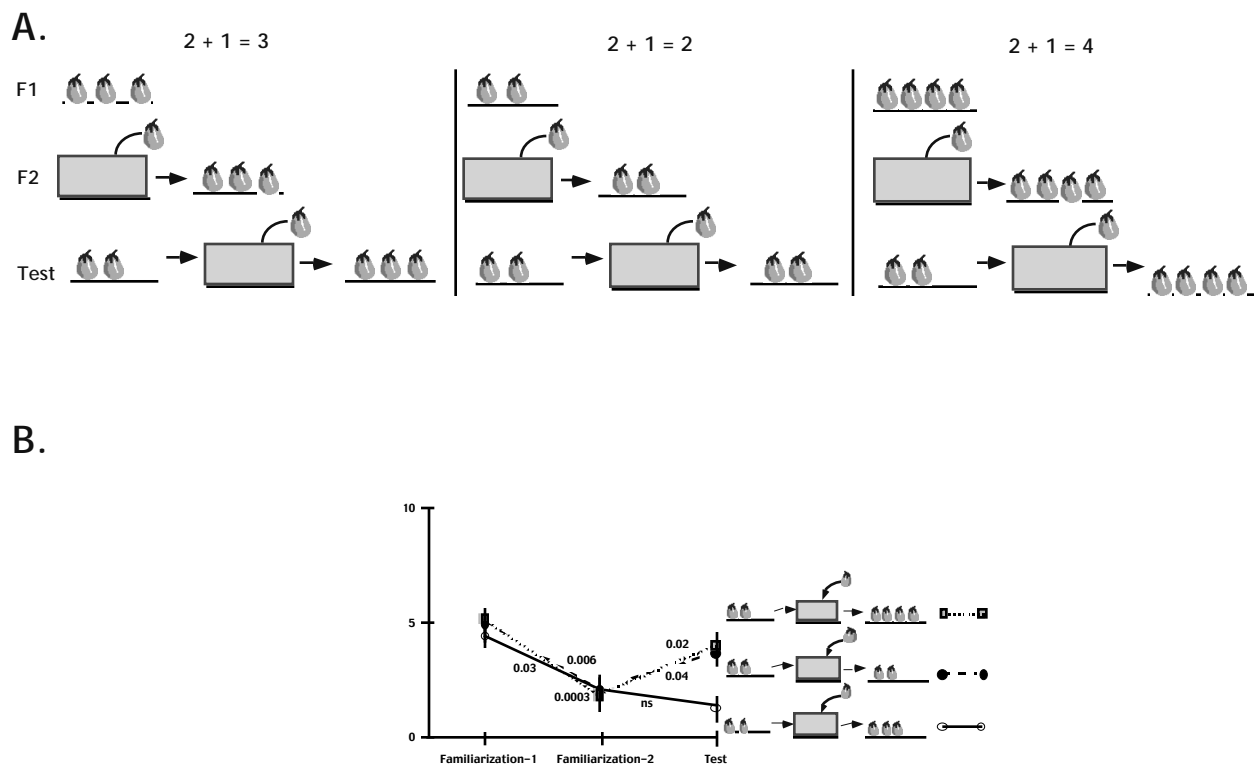 A.
2 + 1 = 3
2 + 1 = 2
2 + 1 = 4
F1
F2
Test
B.
10
5
0
0.03
0.006
0.0003
0.02
0.04
ns
Familiarization-1
Familiarization-2
Test